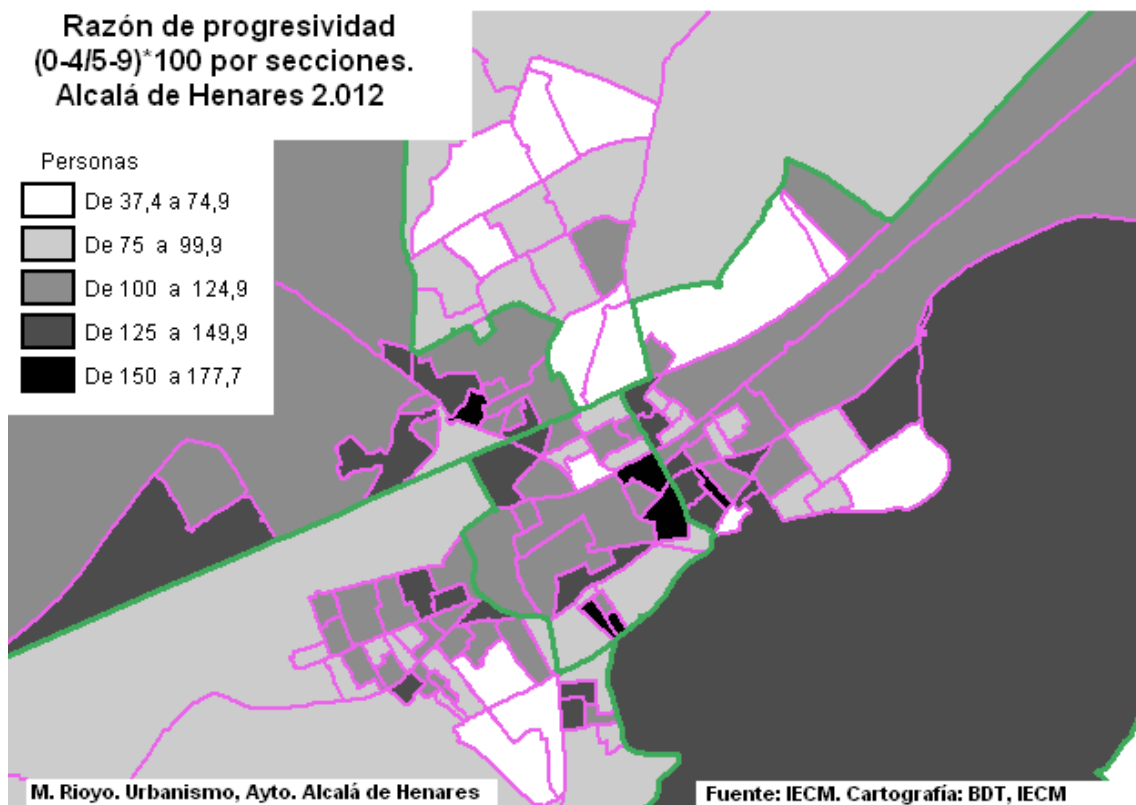 Razón de progresividad
(0-4/5-9)*100 por secciones.
Alcalá de Henares 2.012
Personas
De 37,4 a 74,9
De 75 a 99,9
De 100 a 124,9
De 125 a 149,9
De 150 a 177,7
M. Rioyo. Urbanismo, Ayto. Alcalá de Henares
Fuente: IECM. Cartografía: BDT, IECM